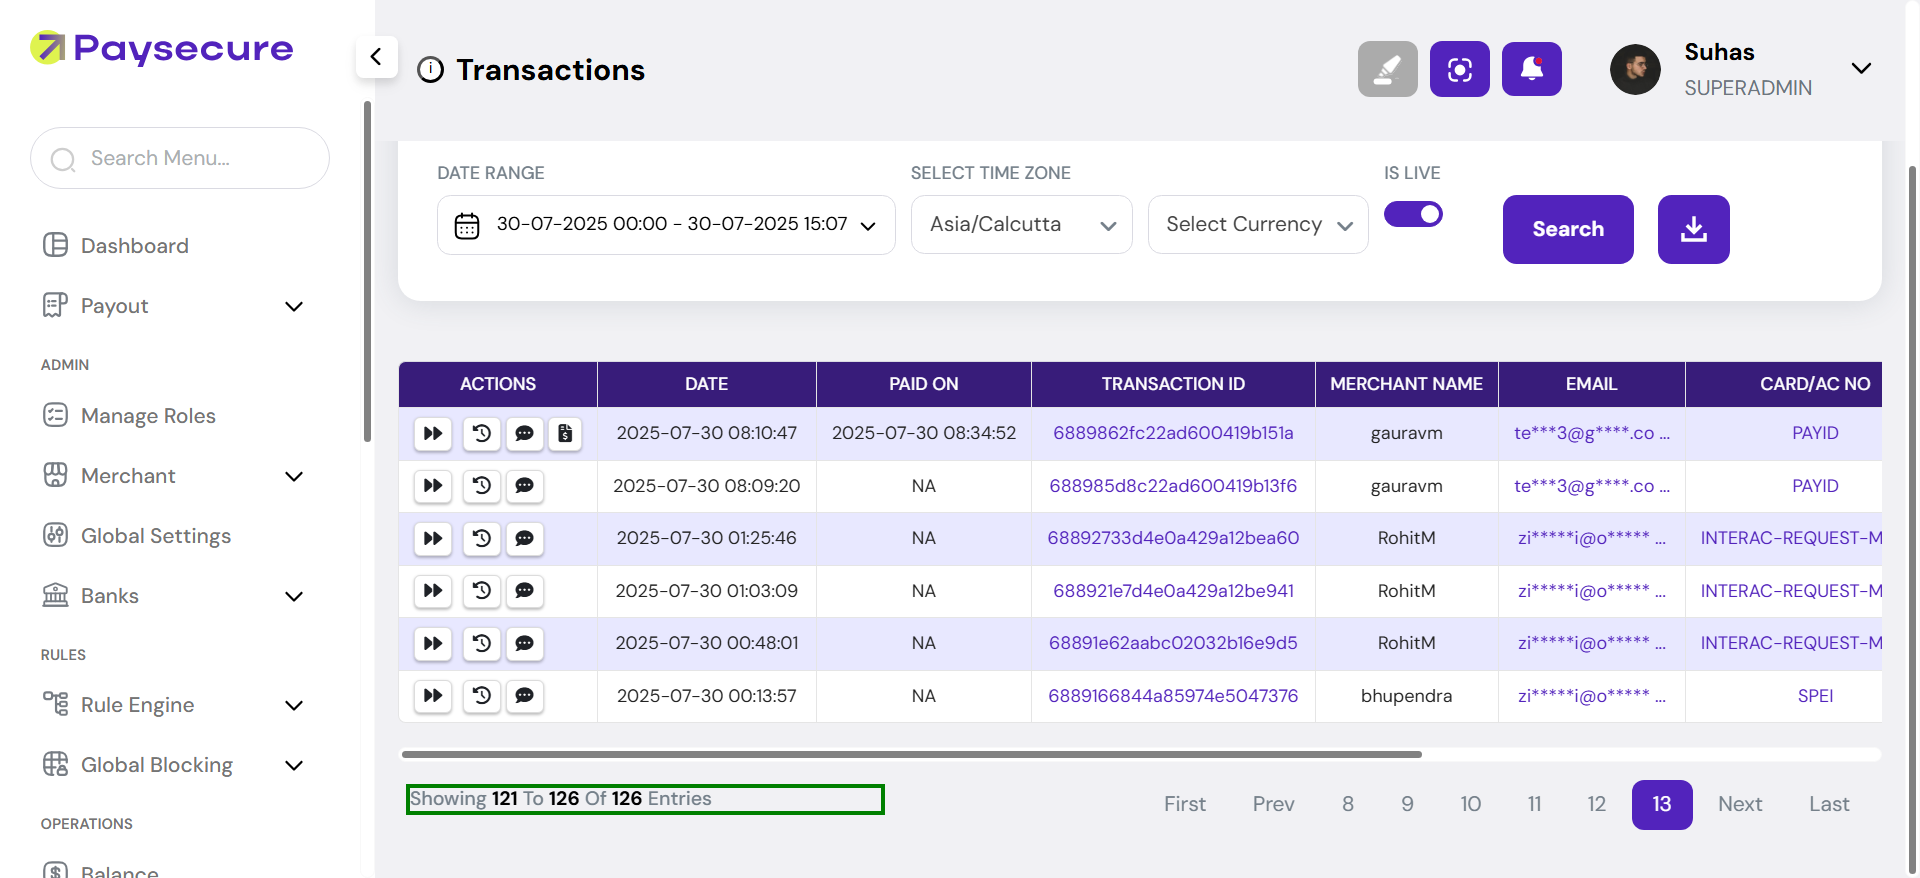 Paysecure
Transactions
Suhas
SUPERADMIN
Search Menu...
Dashboard
Payout
ADMIN
Manage Roles
Merchant
Global Settings
Banks
RULES
Rule Engine
Global Blocking
OPERATIONS
Balance
DATE RANGE
SELECT TIME ZONE
IS LIVE
30-07-2025 00:00 - 30-07-2025 15:07
Asia/Calcutta
Select Currency
Search
ACTIONS DATE PAID ON TRANSACTION ID MERCHANT NAME EMAIL CARD/AC NO
2025-07-30 08:10:47 2025-07-30 08:34:52 6889862fc22ad600419b151a gauravm te***3@g****.co ... PAYID
2025-07-30 08:09:20 NA 688985d8c22ad600419b13f6 gauravm te***3@g****.co ... PAYID
2025-07-30 01:25:46 NA 68892733d4e0a429a12bea60 RohitM zi*****i@o***** ... INTERAC-REQUEST-M
2025-07-30 01:03:09 NA 688921e7d4e0a429a12be941 RohitM zi*****i@o***** ... INTERAC-REQUEST-M
2025-07-30 00:48:01 NA 68891e62aabc02032b16e9d5 RohitM zi*****i@o***** ... INTERAC-REQUEST-M
2025-07-30 00:13:57 NA 6889166844a85974e5047376 bhupendra zi*****i@o***** ... SPEI
Showing 121 To 126 Of 126 Entries
First Prev 8 9 10 11 12 13 Next Last